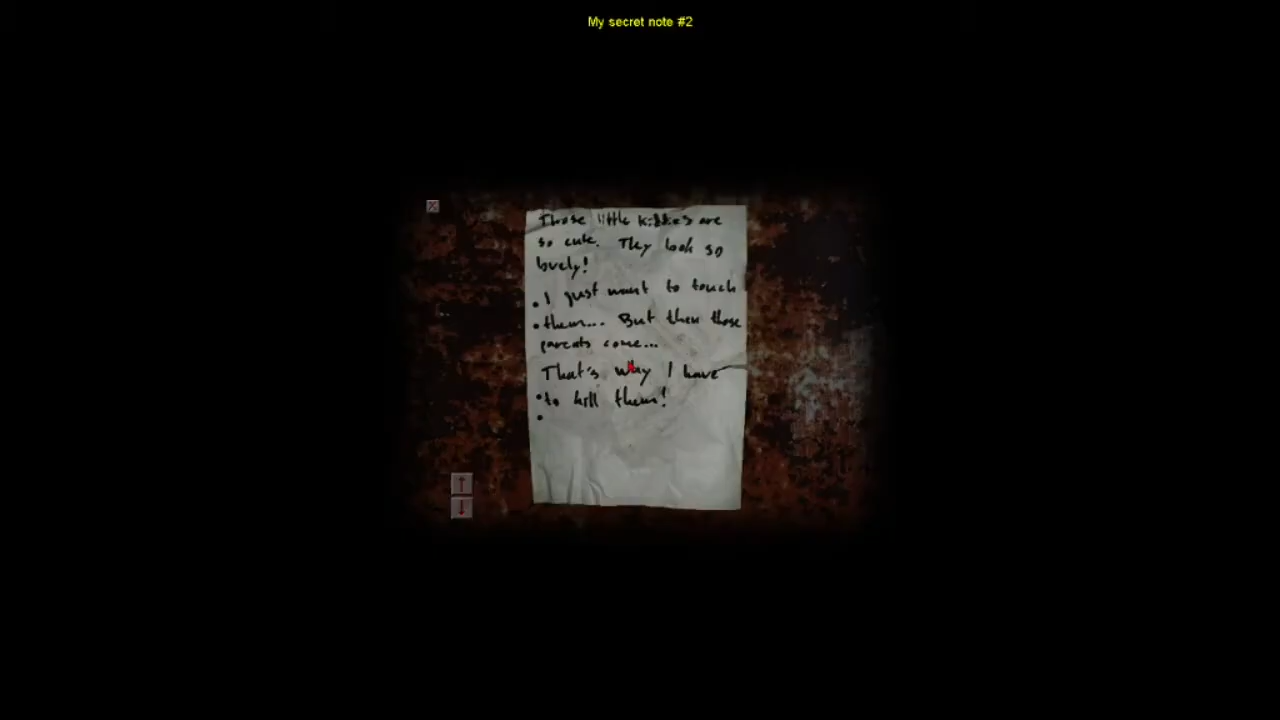 My secret note #2
Those little kiddies are
so cute. They look so
lovely!
I just want to touch
them... But then those
parents come...
That's why I have
to kill them!